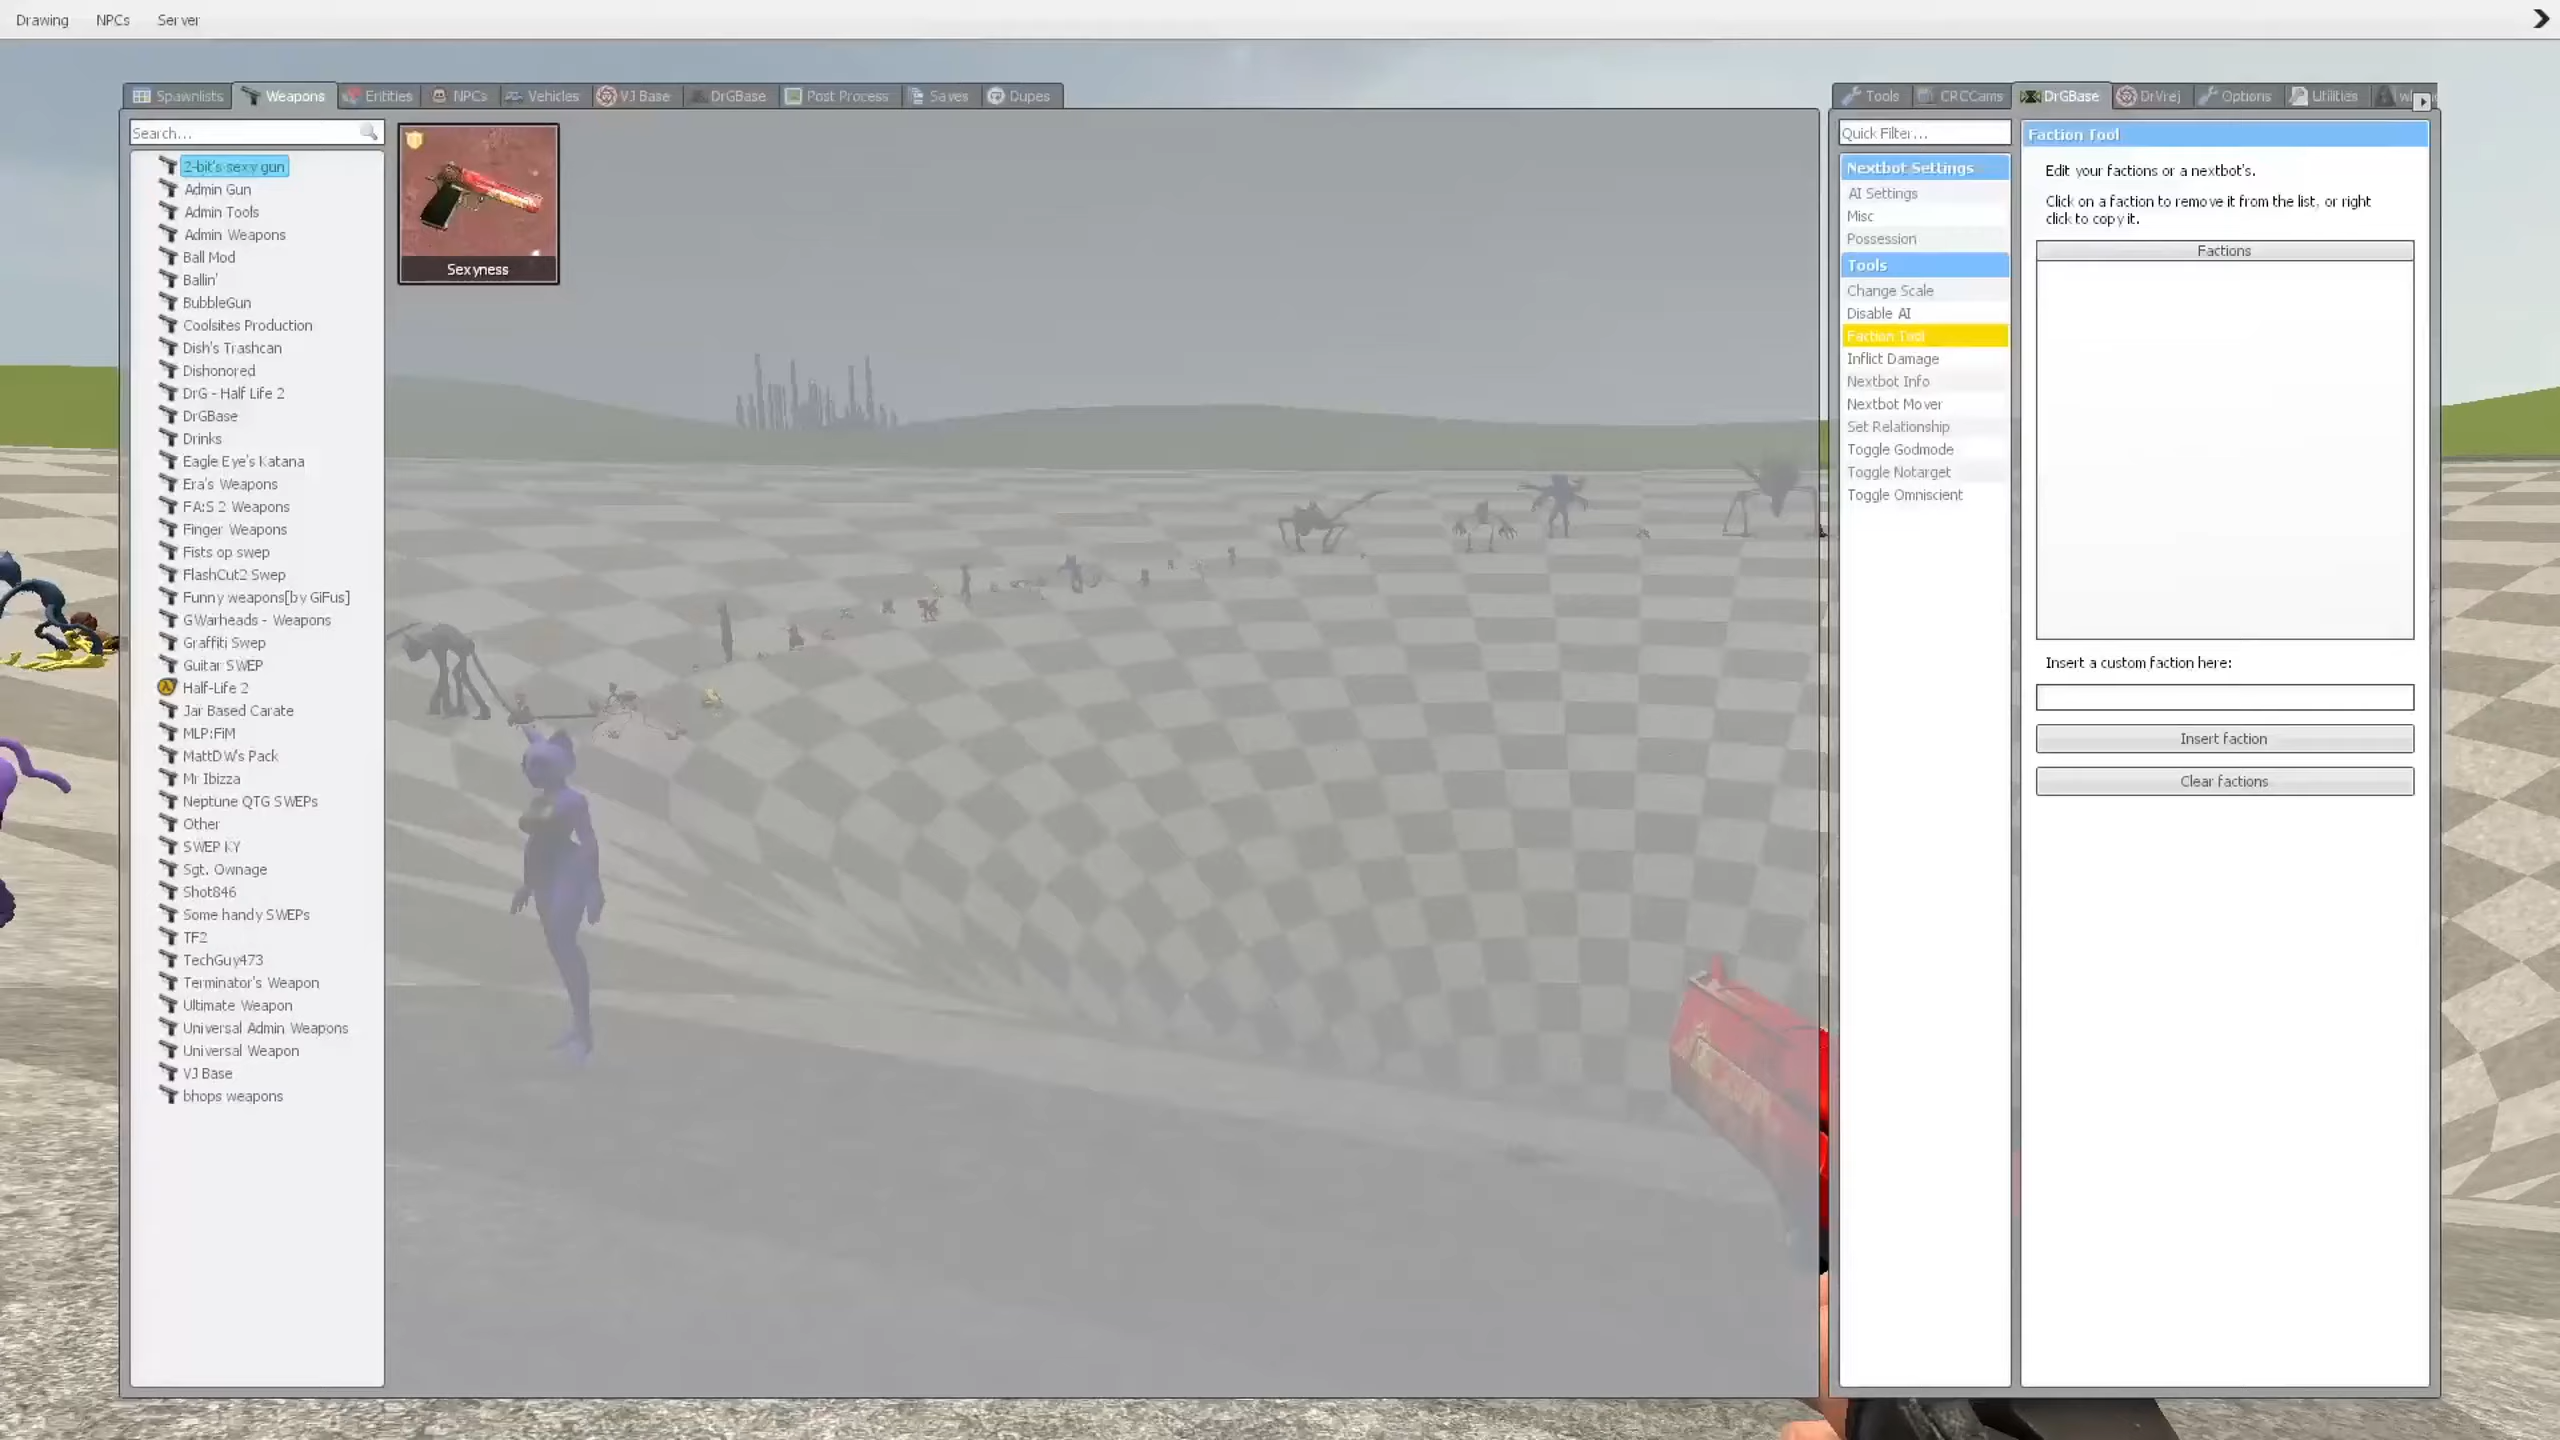 Drawing NPCs Server
Spawnlists Weapons Entities NPCs Vehicles VJ Base DrGBase Post Process Saves Dupes
Search...
2-bit's sexy gun
Admin Gun
Admin Tools
Admin Weapons
Ball Mod
Ballin'
BubbleGun
Coolsites Production
Dish's Trashcan
Dishonored
DrG - Half Life 2
DrGBase
Drinks
Eagle Eye's Katana
Era's Weapons
FA:S 2 Weapons
Finger Weapons
Fists op swep
FlashCut2 Swep
Funny weapons[by GiFus]
GWarheads - Weapons
Graffiti Swep
Guitar SWEP
Half-Life 2
Jar Based Carate
MLP:FiM
MattDW's Pack
Mr Ibizza
Neptune QTG SWEPs
Other
SWEP KY
Sgt. Ownage
Shot846
Some handy SWEPs
TF2
TechGuy473
Terminator's Weapon
Ultimate Weapon
Universal Admin Weapons
Universal Weapon
VJ Base
bhops weapons
Sexyness
Tools CRCCams DrGBase DrVrej Options Utilities
Quick Filter...
Nextbot Settings
AI Settings
Misc
Possession
Tools
Change Scale
Disable AI
Faction Tool
Inflict Damage
Nextbot Info
Nextbot Mover
Set Relationship
Toggle Godmode
Toggle Notarget
Toggle Omniscient
Faction Tool
Edit your factions or a nextbot's.
Click on a faction to remove it from the list, or right
click to copy it.
Factions
Insert a custom faction here:
Insert faction
Clear factions